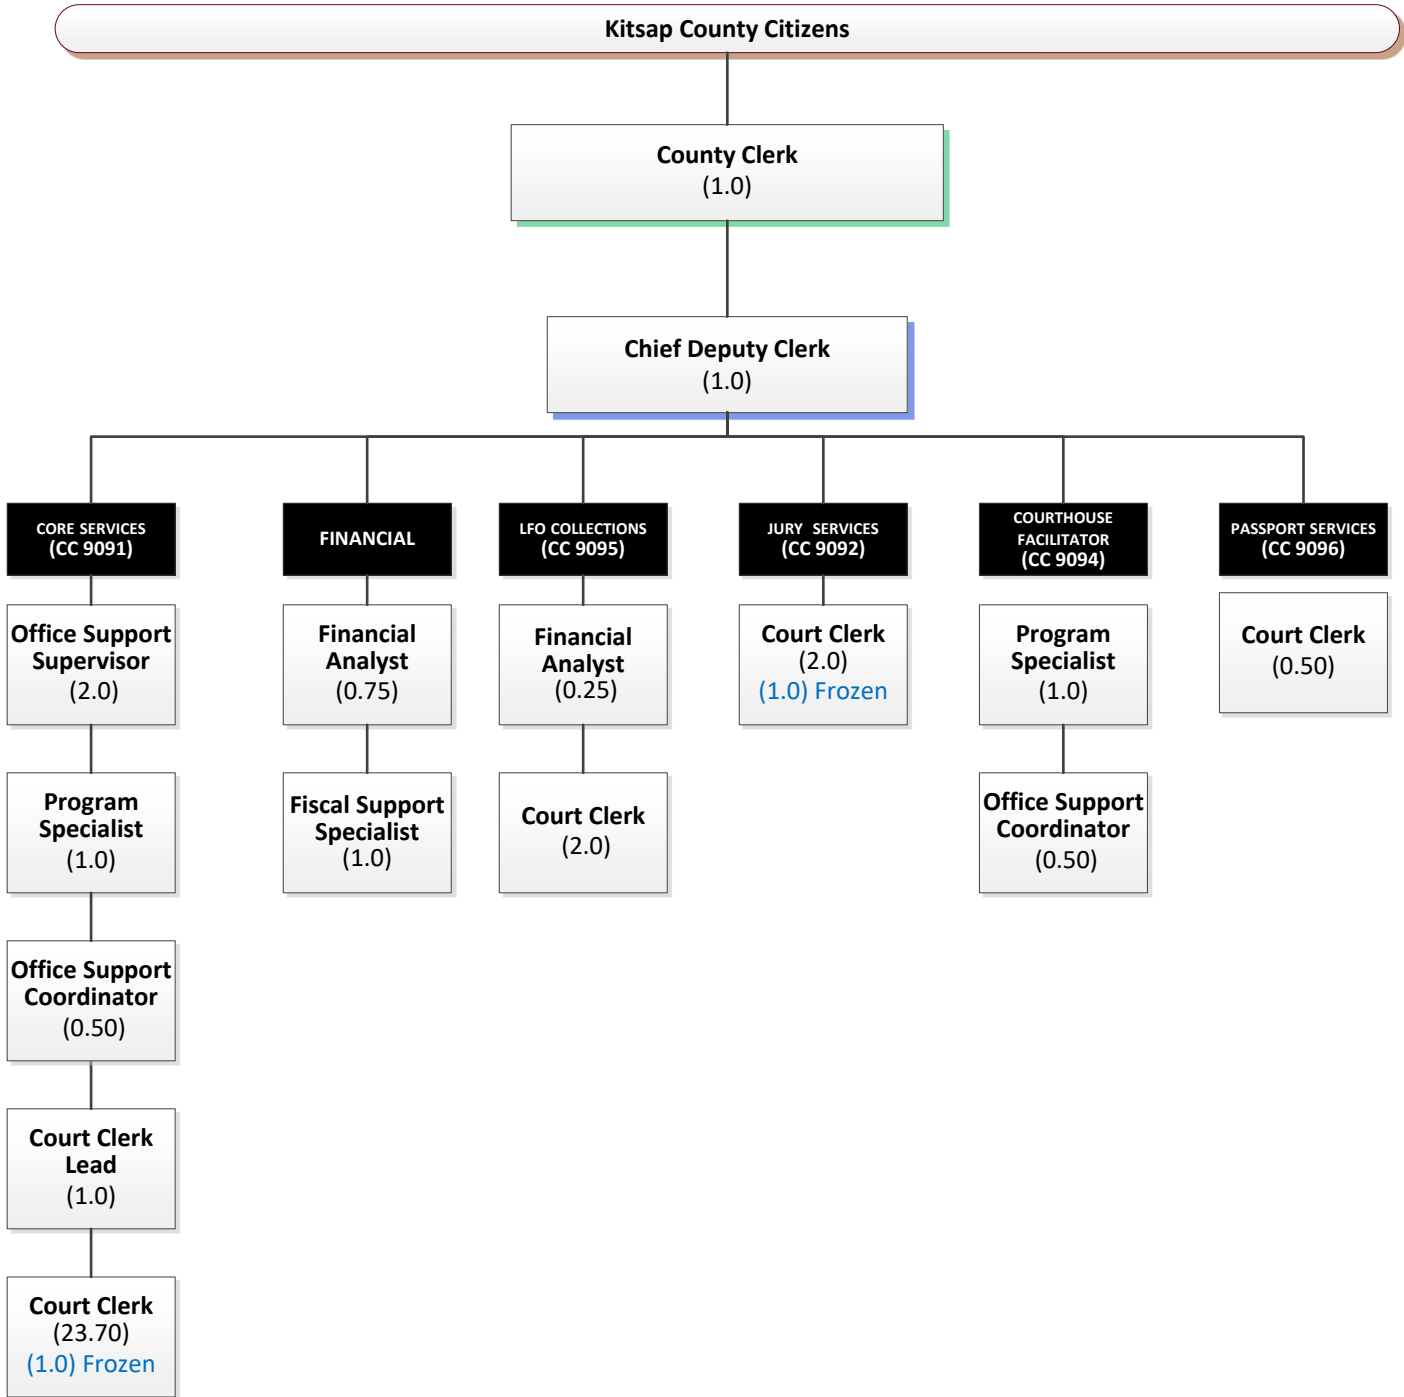 Kitsap County Citizens
County Clerk
(1.0)
Chief Deputy Clerk
(1.0)
CORE SERVICES
(CC 9091)
Office Support
Supervisor
(2.0)
Program
Specialist
(1.0)
Office Support
Coordinator
(0.50)
Court Clerk
Lead
(1.0)
Court Clerk
(23.70)
(1.0) Frozen
FINANCIAL
Financial
Analyst
(0.75)
Fiscal Support
Specialist
(1.0)
LFO COLLECTIONS
(CC 9095)
Financial
Analyst
(0.25)
Court Clerk
(2.0)
JURY SERVICES
(CC 9092)
Court Clerk
(2.0)
(1.0) Frozen
COURTHOUSE
FACILITATOR
(CC 9094)
Program
Specialist
(1.0)
Office Support
Coordinator
(0.50)
PASSPORT SERVICES
(CC 9096)
Court Clerk
(0.50)